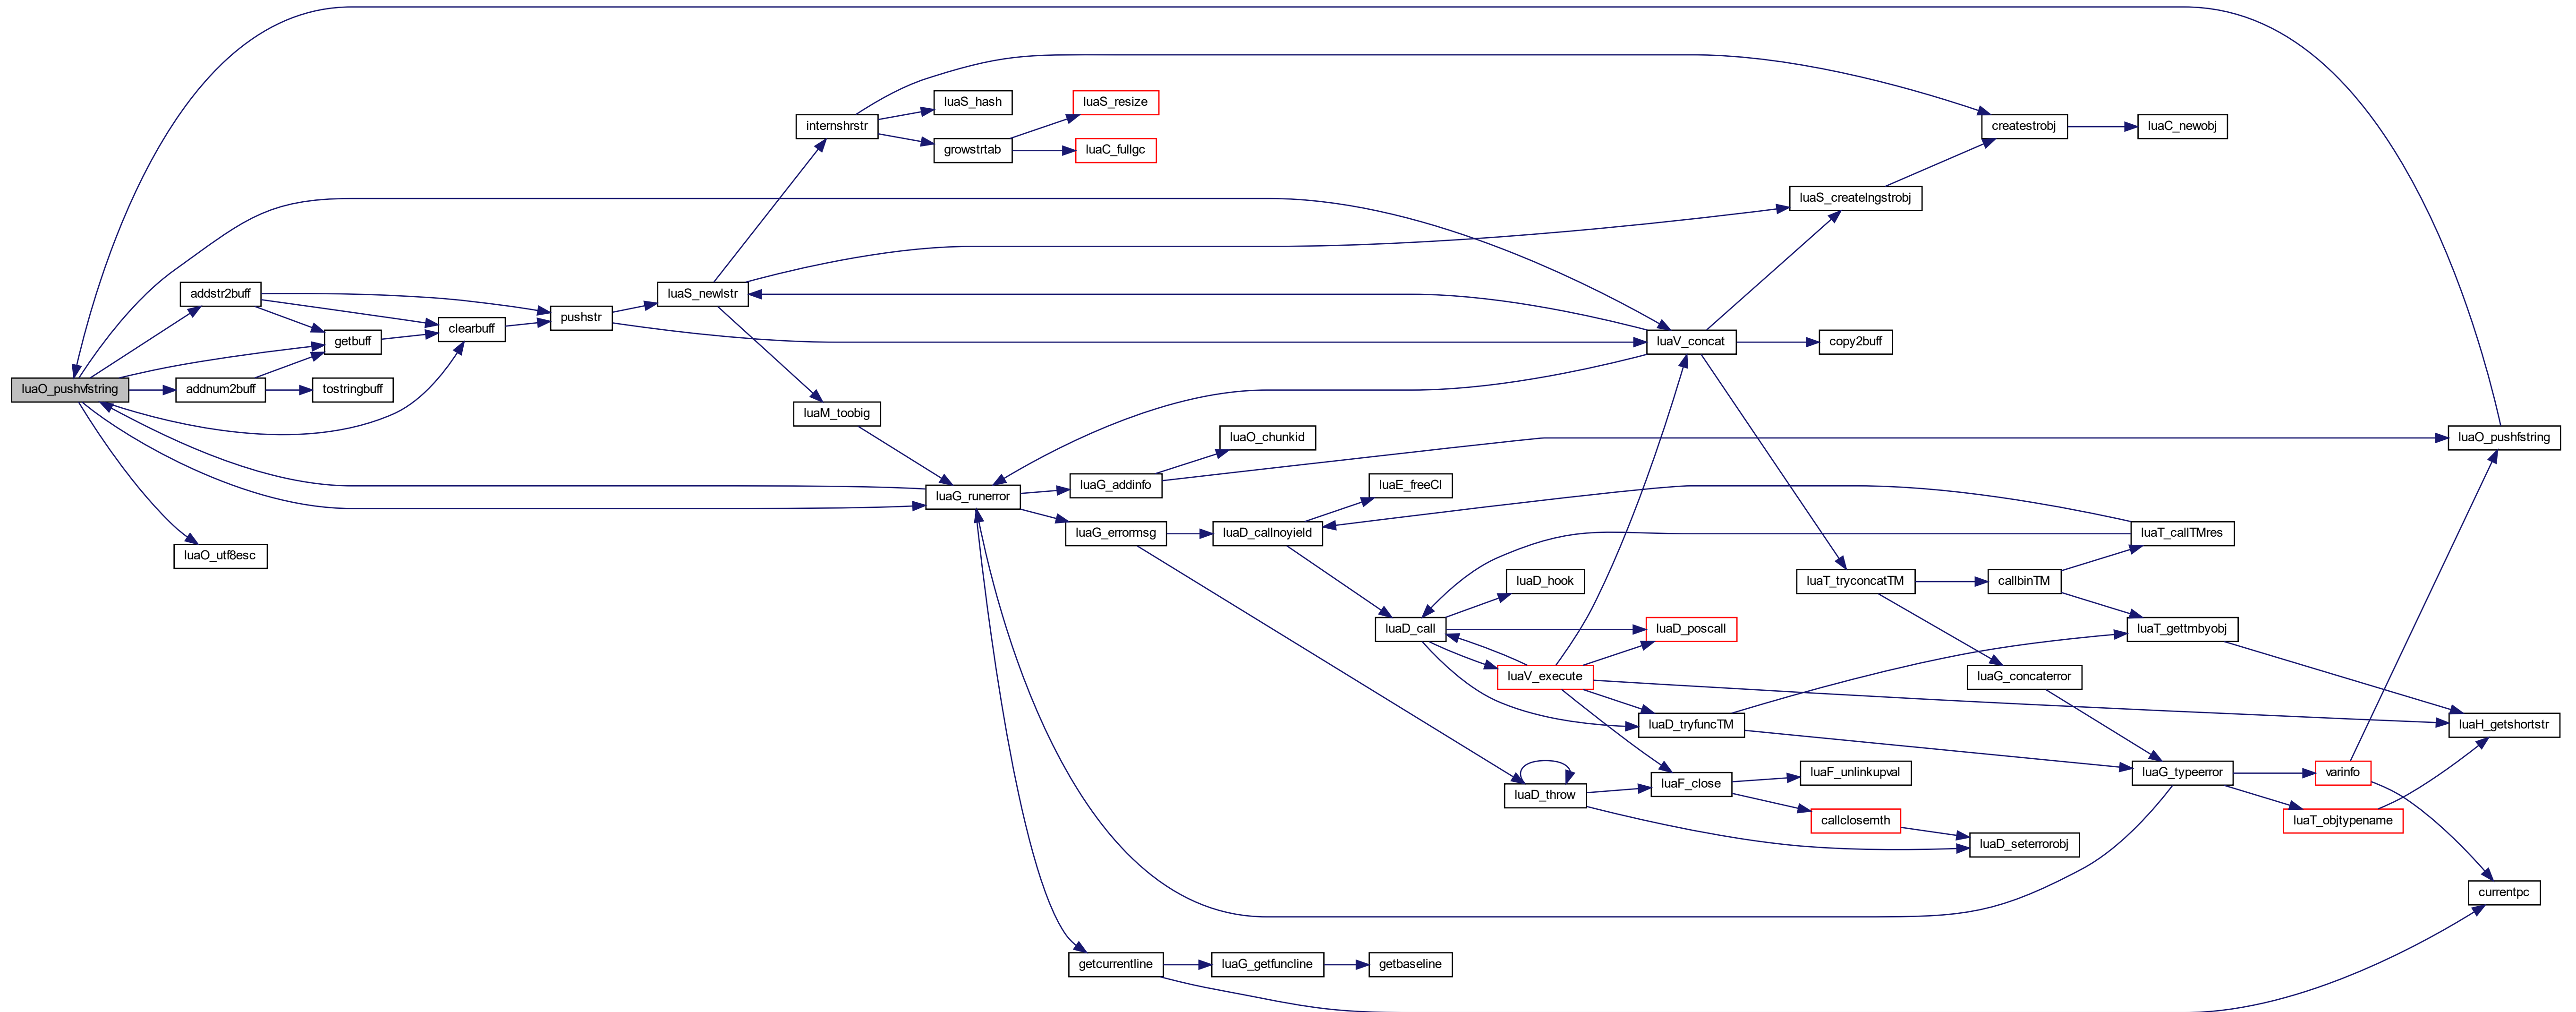 luaS_hash
luaS_resize
internshrstr
createstrobj
luaC_newobj
growstrtab
luaC_fullgc
luaS_createlngstrobj
addstr2buff
luaS_newlstr
pushstr
clearbuff
getbuff
luaV_concat
copy2buff
luaO_pushvfstring
addnum2buff
tostringbuff
luaM_toobig
luaO_chunkid
luaO_pushfstring
luaG_addinfo
luaE_freeCI
luaG_runerror
luaG_errormsg
luaD_callnoyield
luaT_callTMres
luaO_utf8esc
luaD_hook
luaT_tryconcatTM
callbinTM
luaD_call
luaD_poscall
luaT_gettmbyobj
luaV_execute
luaG_concaterror
luaD_tryfuncTM
luaH_getshortstr
luaF_unlinkupval
luaG_typeerror
varinfo
luaF_close
luaD_throw
callclosemth
luaT_objtypename
luaD_seterrorobj
currentpc
getcurrentline
luaG_getfuncline
getbaseline